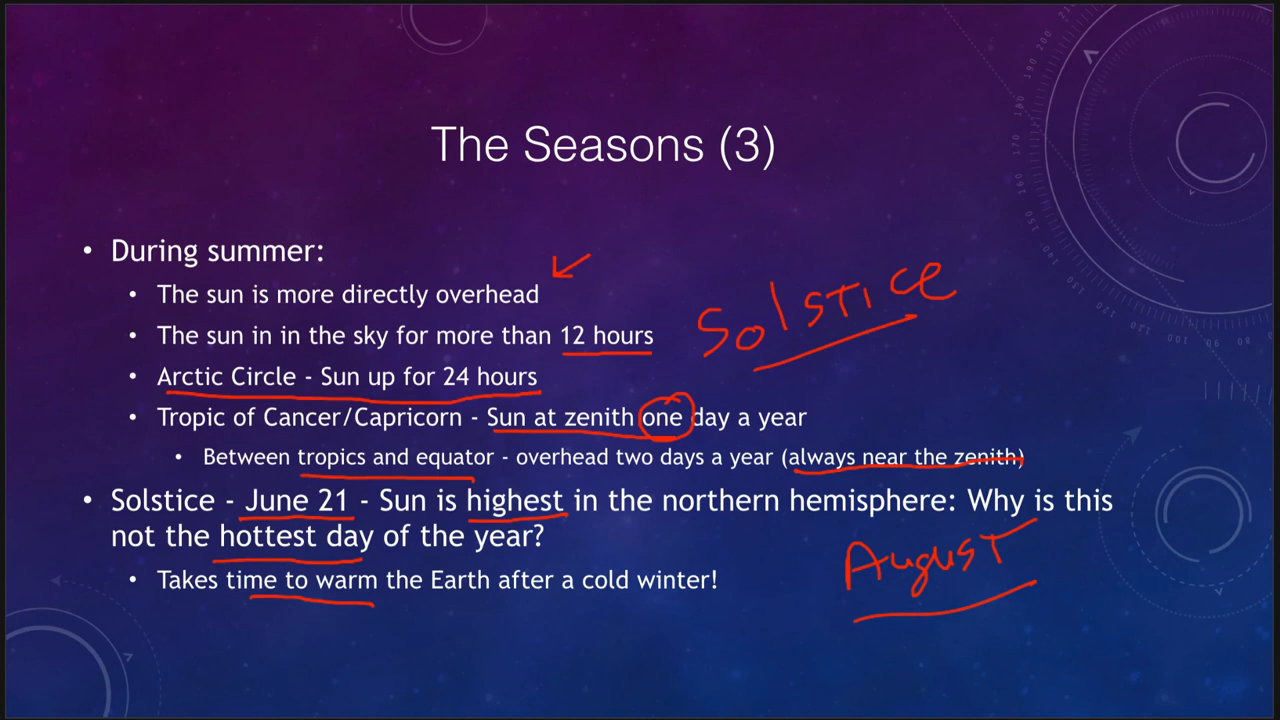 The Seasons (3)
• During summer:
• The sun is more directly overhead
• The sun in in the sky for more than 12 hours
Solstice
• Arctic Circle - Sun up for 24 hours
• Tropic of Cancer/Capricorn - Sun at zenith one day a year
• Between tropics and equator - overhead two days a year (always near the zenith)
• Solstice - June 21 - Sun is highest in the northern hemisphere: Why is this
not the hottest day of the year?
August
• Takes time to warm the Earth after a cold winter!